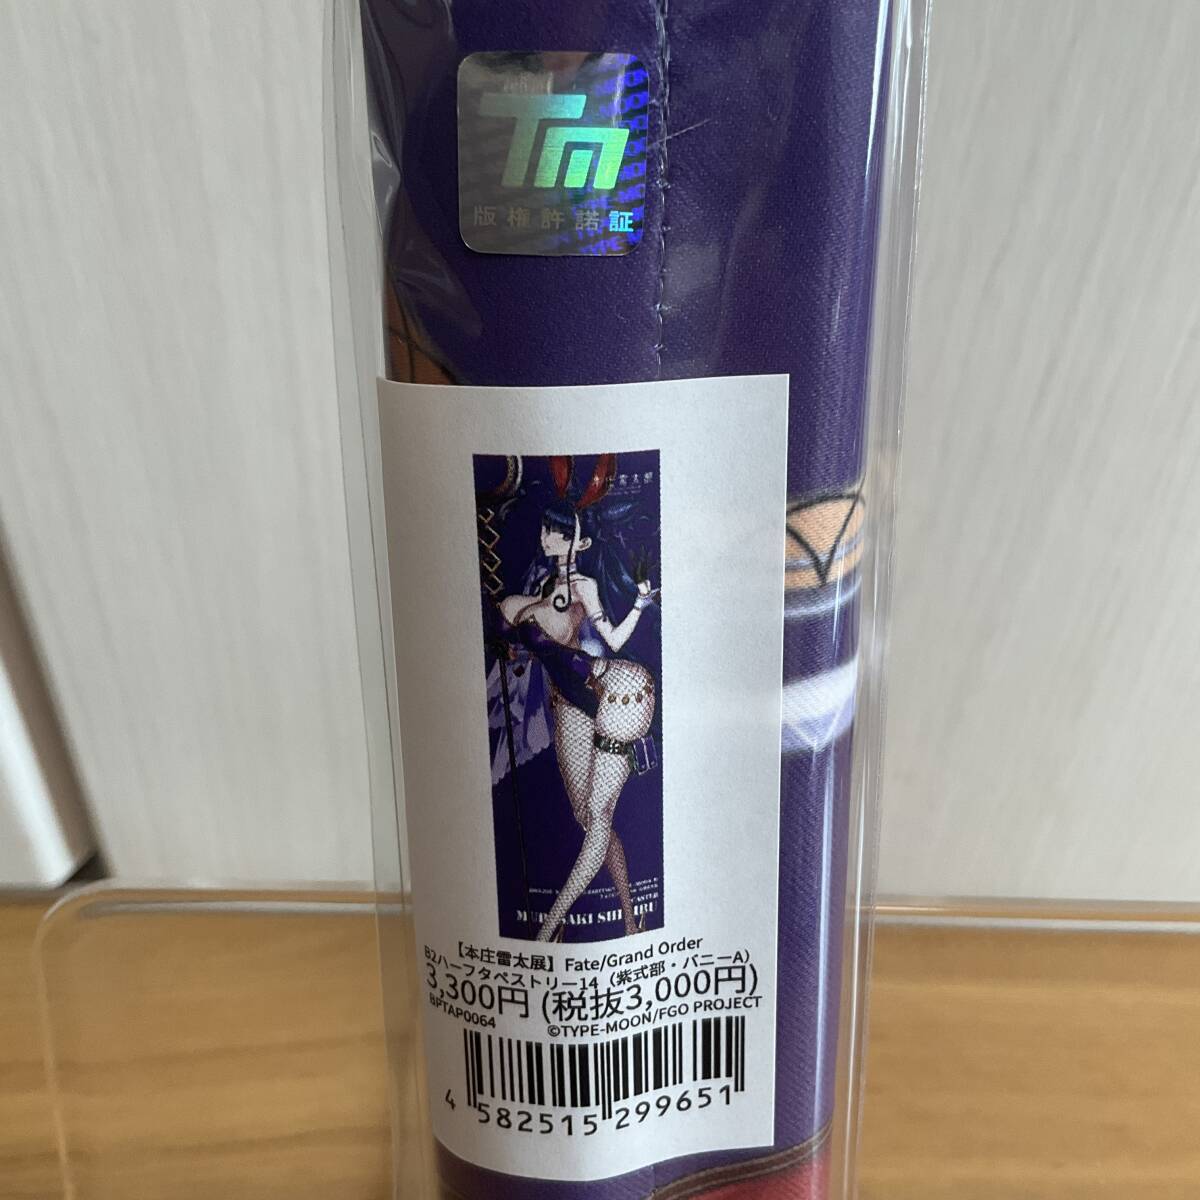 Tm
版権許諾証
MURASAKI SHIKIBU
【本庄雷太展】Fate/Grand Order
B2ハーフタペストリー14（紫式部・バニーA）
3,300円 (税抜3,000円)
BPTAP0064
©TYPE-MOON/FGO PROJECT
4 582515 299651